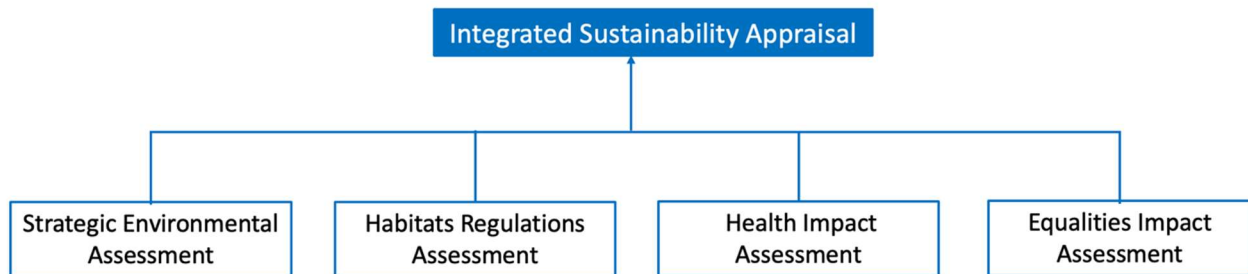 Integrated Sustainability Appraisal
Strategic Environmental
Assessment
Habitats Regulations
Assessment
Health Impact
Assessment
Equalities Impact
Assessment